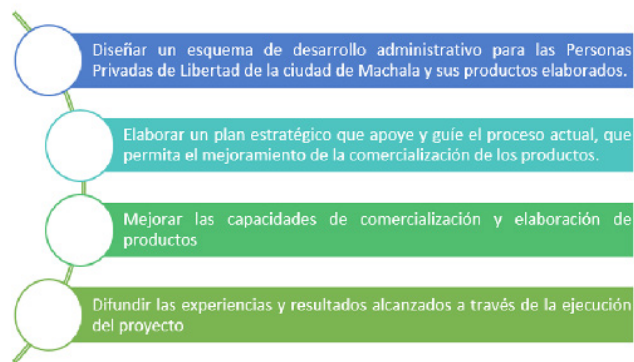 Diseñar un esquema de desarrollo administrativo para las Personas
Privadas de Libertad de la ciudad de Machala y sus productos elaborados.
Elaborar un plan estratégico que apoye y guíe el proceso actual, que
permita el mejoramiento de la comercialización de los productos.
Mejorar las capacidades de comercialización y elaboración de
productos
Difundir las experiencias y resultados alcanzados a través de la ejecución
del proyecto